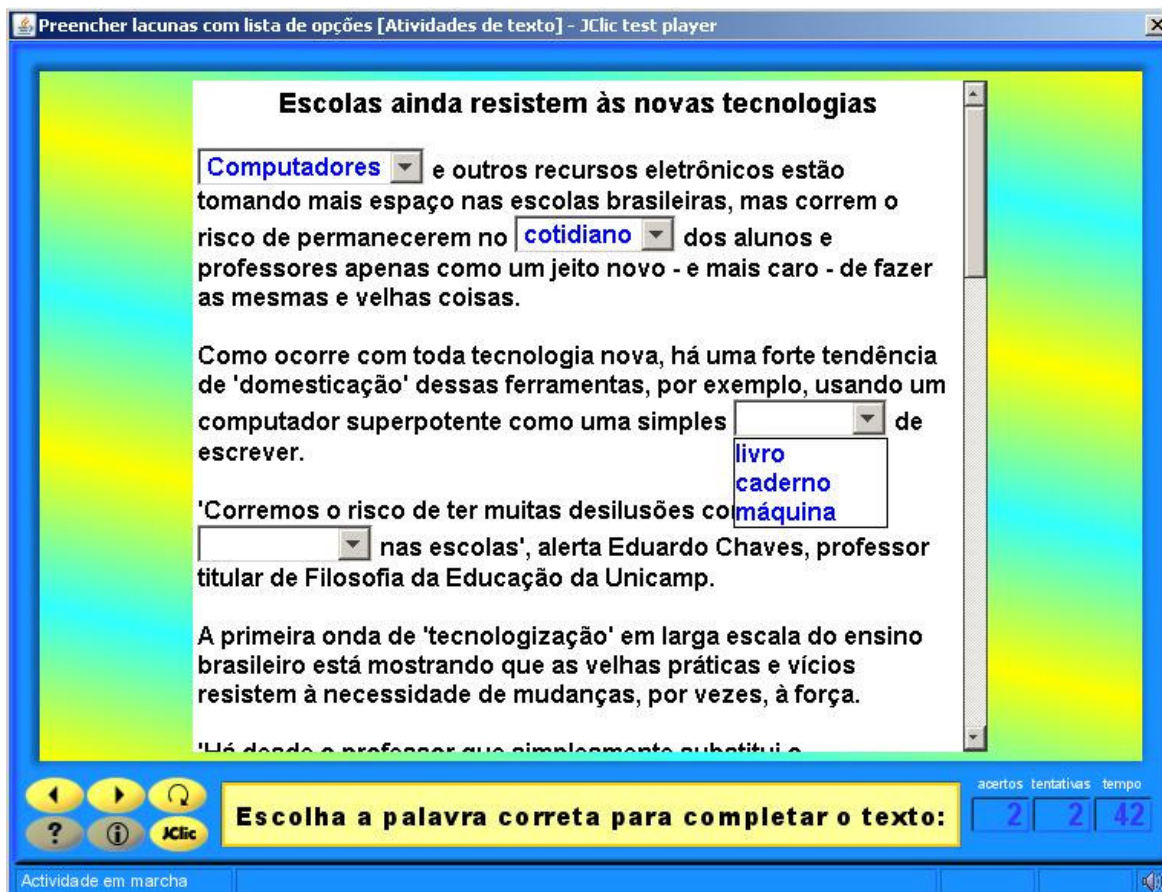 Preencher lacunas com lista de opções [Atividades de texto] - JClic test player
Escolas ainda resistem às novas tecnologias
Computadores e outros recursos eletrônicos estão
tomando mais espaço nas escolas brasileiras, mas correm o
risco de permanecerem no cotidiano dos alunos e
professores apenas como um jeito novo - e mais caro - de fazer
as mesmas e velhas coisas.
Como ocorre com toda tecnologia nova, há uma forte tendência
de 'domesticação' dessas ferramentas, por exemplo, usando um
computador superpotente como uma simples de
escrever.
livro
caderno
máquina
'Corremos o risco de ter muitas desilusões
nas escolas', alerta Eduardo Chaves, professor
titular de Filosofia da Educação da Unicamp.
A primeira onda de 'tecnologização' em larga escala do ensino
brasileiro está mostrando que as velhas práticas e vícios
resistem à necessidade de mudanças, por vezes, à força.
'Há desde o professor que simplesmente substitui o
acertos tentativas tempo
? JClic
Escolha a palavra correta para completar o texto:
2 2 42
Actividade em marcha